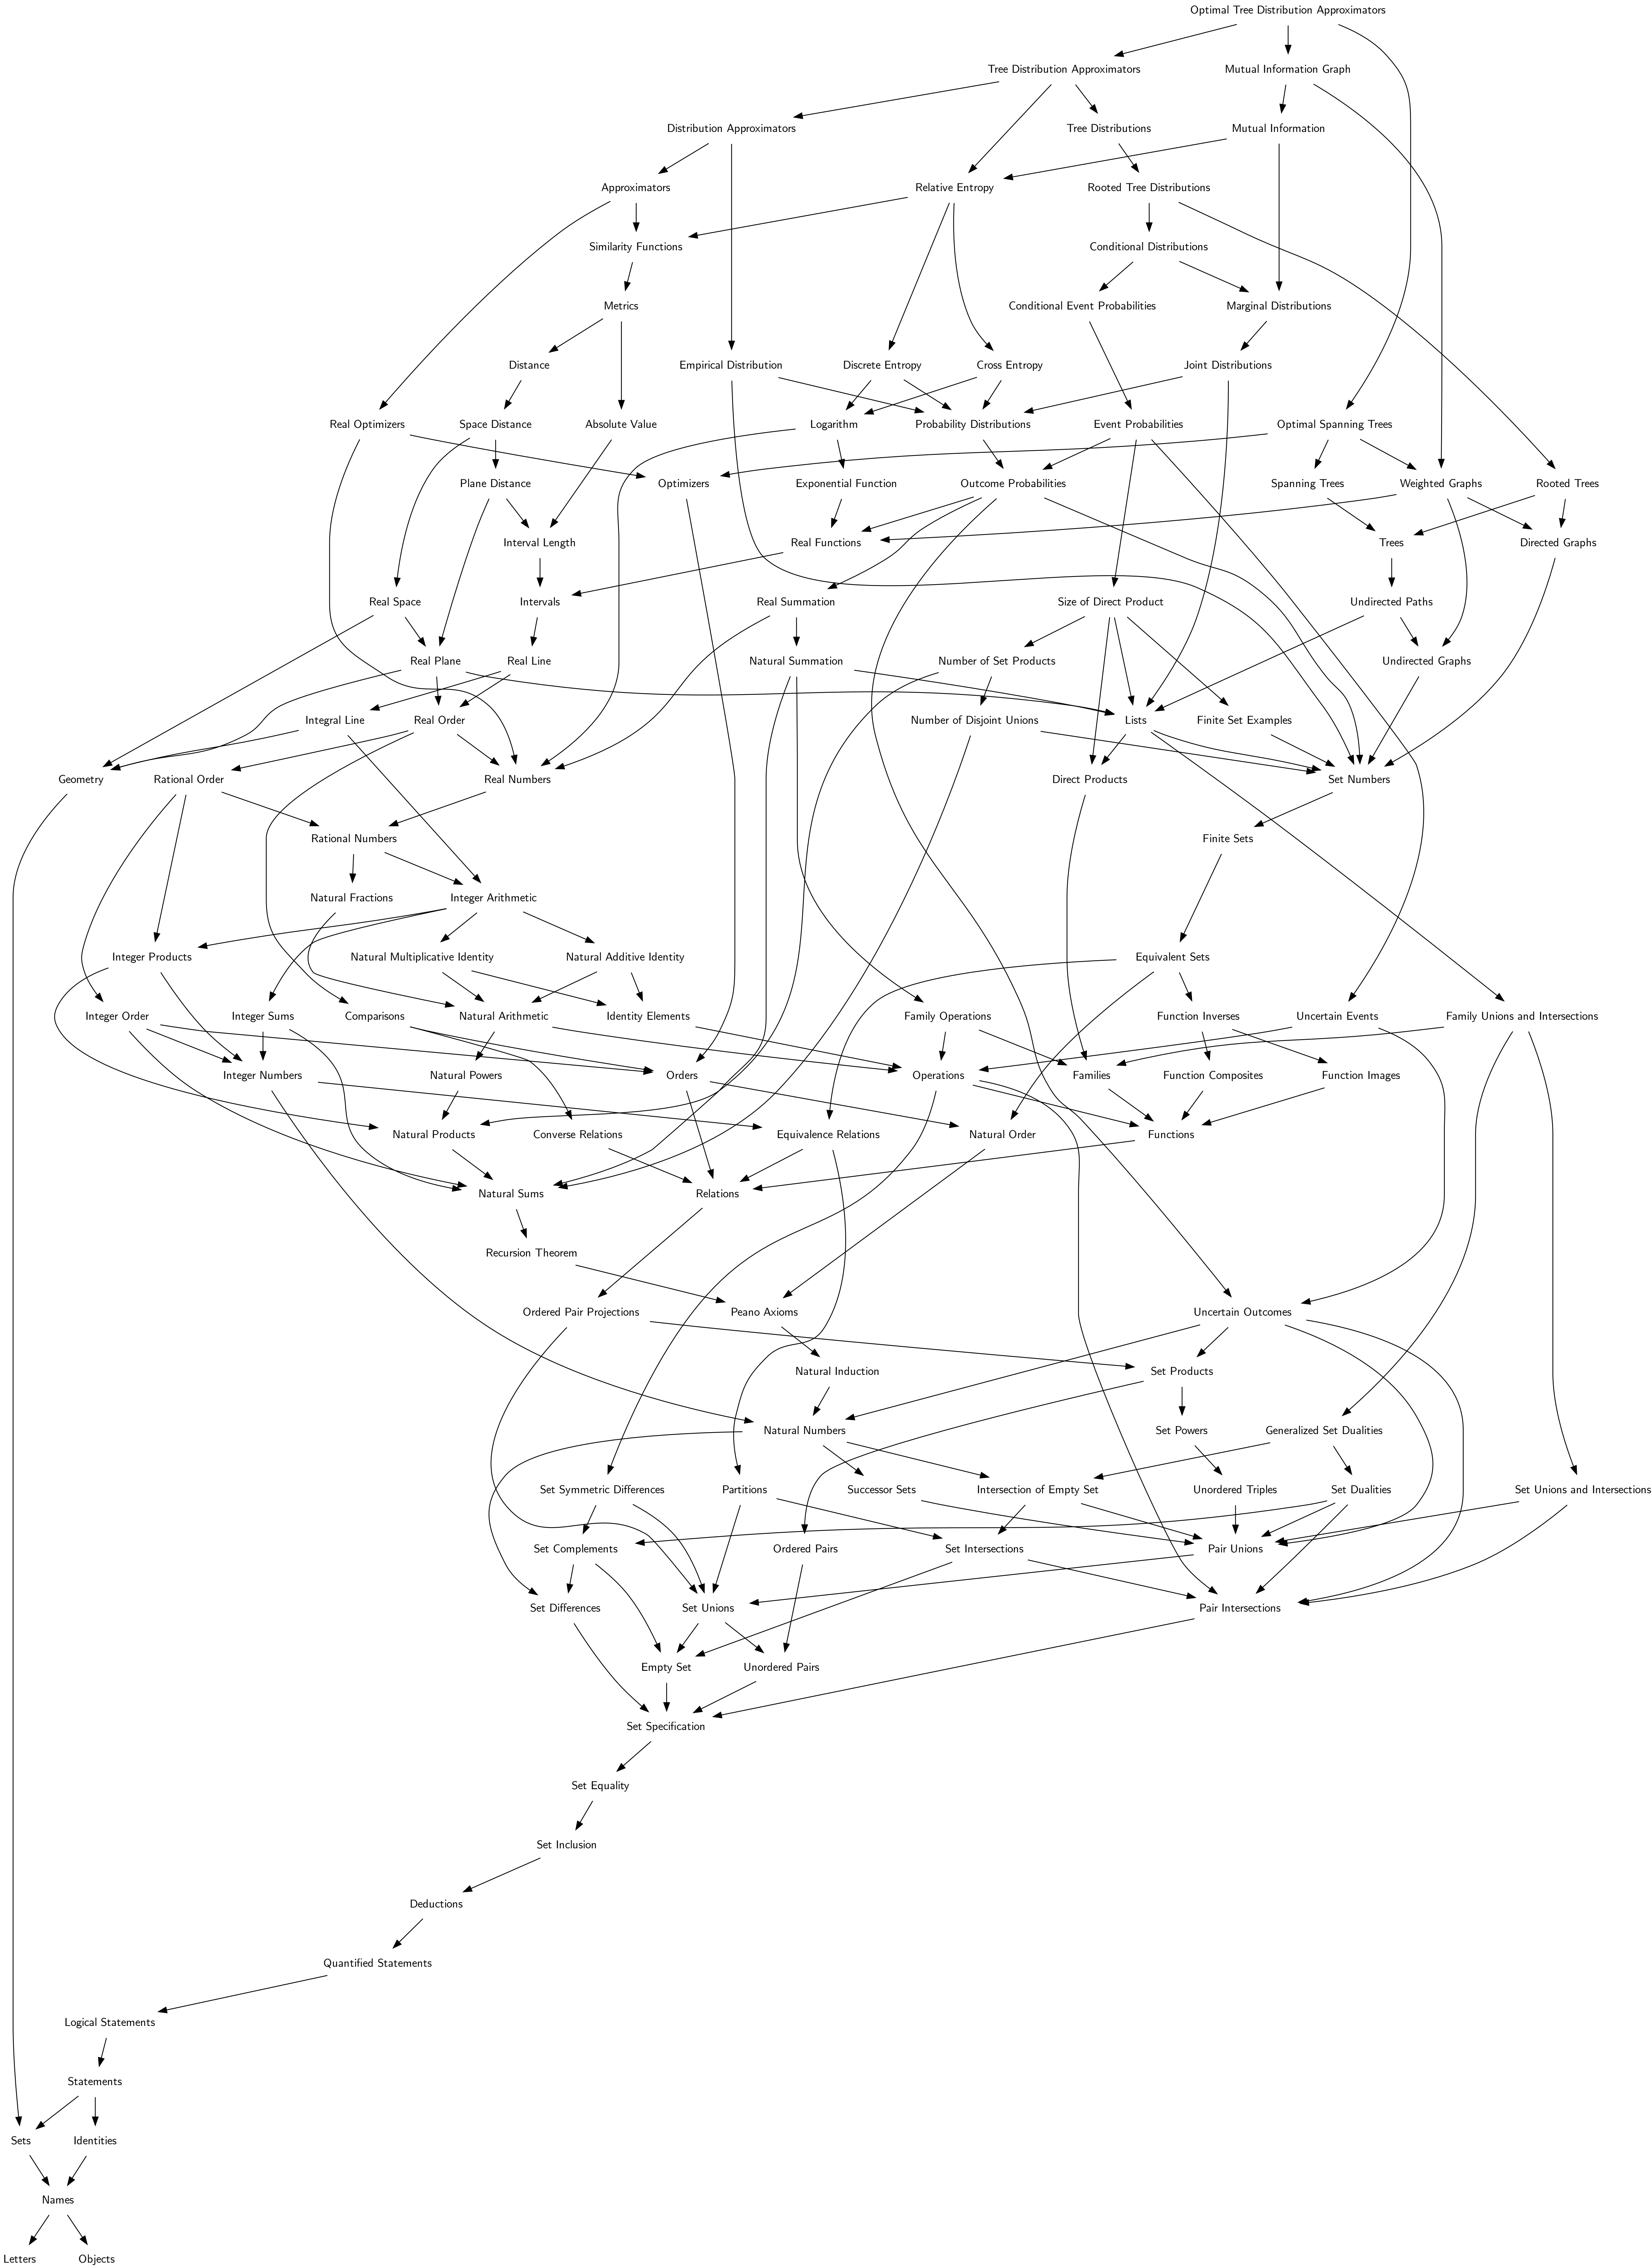 Optimal Tree Distribution Approximators
Tree Distribution Approximators
Mutual Information Graph
Distribution Approximators
Tree Distributions
Mutual Information
Approximators
Relative Entropy
Rooted Tree Distributions
Similarity Functions
Conditional Distributions
Metrics
Conditional Event Probabilities
Marginal Distributions
Distance
Empirical Distribution
Discrete Entropy
Cross Entropy
Joint Distributions
Real Optimizers
Space Distance
Absolute Value
Logarithm
Probability Distributions
Event Probabilities
Optimal Spanning Trees
Plane Distance
Optimizers
Exponential Function
Outcome Probabilities
Spanning Trees
Weighted Graphs
Rooted Trees
Interval Length
Real Functions
Trees
Directed Graphs
Real Space
Intervals
Real Summation
Size of Direct Product
Undirected Paths
Real Plane
Real Line
Natural Summation
Number of Set Products
Undirected Graphs
Integral Line
Real Order
Number of Disjoint Unions
Lists
Finite Set Examples
Geometry
Rational Order
Real Numbers
Direct Products
Set Numbers
Rational Numbers
Finite Sets
Natural Fractions
Integer Arithmetic
Integer Products
Natural Multiplicative Identity
Natural Additive Identity
Equivalent Sets
Integer Order
Integer Sums
Comparisons
Natural Arithmetic
Identity Elements
Family Operations
Function Inverses
Uncertain Events
Family Unions and Intersections
Integer Numbers
Natural Powers
Orders
Operations
Families
Function Composites
Function Images
Natural Products
Converse Relations
Equivalence Relations
Natural Order
Functions
Natural Sums
Relations
Recursion Theorem
Ordered Pair Projections
Peano Axioms
Uncertain Outcomes
Natural Induction
Set Products
Natural Numbers
Set Powers
Generalized Set Dualities
Set Symmetric Differences
Partitions
Successor Sets
Intersection of Empty Set
Unordered Triples
Set Dualities
Set Unions and Intersections
Set Complements
Ordered Pairs
Set Intersections
Pair Unions
Set Differences
Set Unions
Pair Intersections
Empty Set
Unordered Pairs
Set Specification
Set Equality
Set Inclusion
Deductions
Quantified Statements
Logical Statements
Statements
Sets
Identities
Names
Letters
Objects